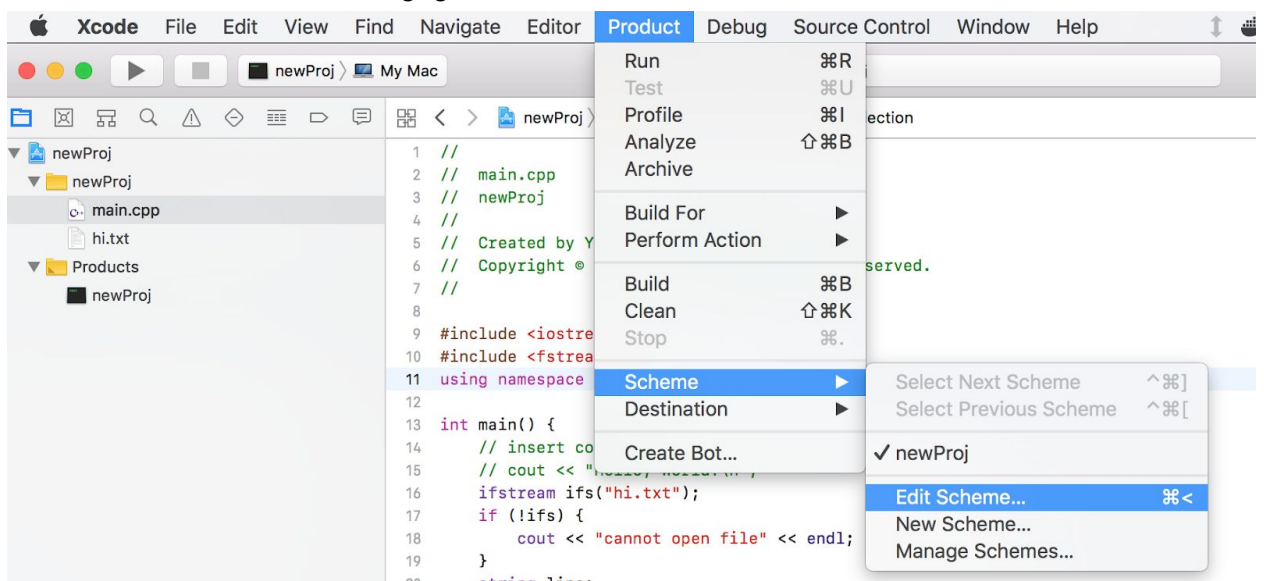 Xcode File Edit View Find Navigate Editor Product Debug Source Control Window Help
newProj My Mac
newProj
ection
newProj
newProj
main.cpp
hi.txt
Products
newProj
1 //
2 // main.cpp
3 // newProj
4 //
5 // Created by Y
6 // Copyright © served.
7 //
8
9 #include <iostre
10 #include <fstrea
11 using namespace
12
13 int main() {
14 // insert co
15 // cout << "Hello, World!\n";
16 ifstream ifs("hi.txt");
17 if (!ifs) {
18 cout << "cannot open file" << endl;
19 }
Run ⌘R
Test ⌘U
Profile ⌘I
Analyze ⇧⌘B
Archive
Build For ▶
Perform Action ▶
Build ⌘B
Clean ⇧⌘K
Stop ⌘.
Scheme ▶
Destination ▶
Create Bot...
Select Next Scheme ^⌘]
Select Previous Scheme ^⌘[
✓ newProj
Edit Scheme... ⌘<
New Scheme...
Manage Schemes...